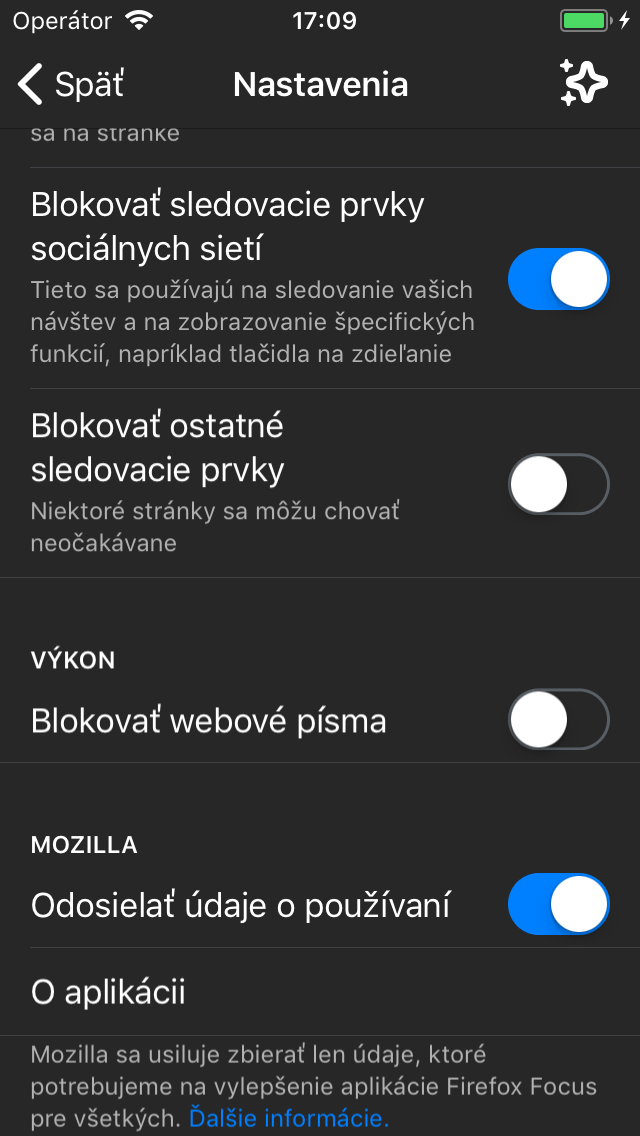 Operátor
17:09
Späť
Nastavenia
sa na stránke
Blokovať sledovacie prvky
sociálnych sietí
Tieto sa používajú na sledovanie vašich
návštev a na zobrazovanie špecifických
funkcií, napríklad tlačidla na zdieľanie
Blokovať ostatné
sledovacie prvky
Niektoré stránky sa môžu chovať
neočakávane
VÝKON
Blokovať webové písma
MOZILLA
Odosielať údaje o používaní
O aplikácii
Mozilla sa usiluje zbierať len údaje, ktoré
potrebujeme na vylepšenie aplikácie Firefox Focus
pre všetkých. Ďalšie informácie.